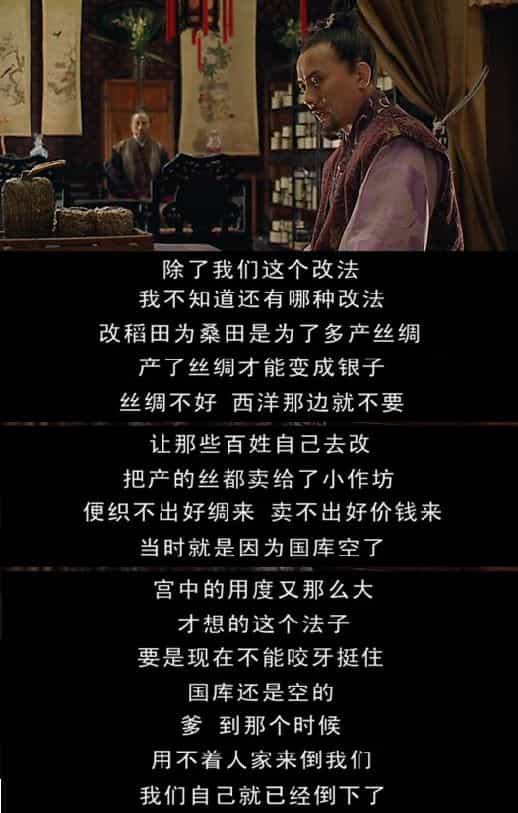 除了我们这个改法
我不知道还有哪种改法
改稻田为桑田是为了多产丝绸
产了丝绸才能变成银子
丝绸不好 西洋那边就不要
让那些百姓自己去改
把产的丝都卖给了小作坊
便织不出好绸来 卖不出好价钱来
当时就是因为国库空了
宫中的用度又那么大
才想的这个法子
要是现在不能咬牙挺住
国库还是空的
爹 到那个时候
用不着人家来倒我们
我们自己就已经倒下了